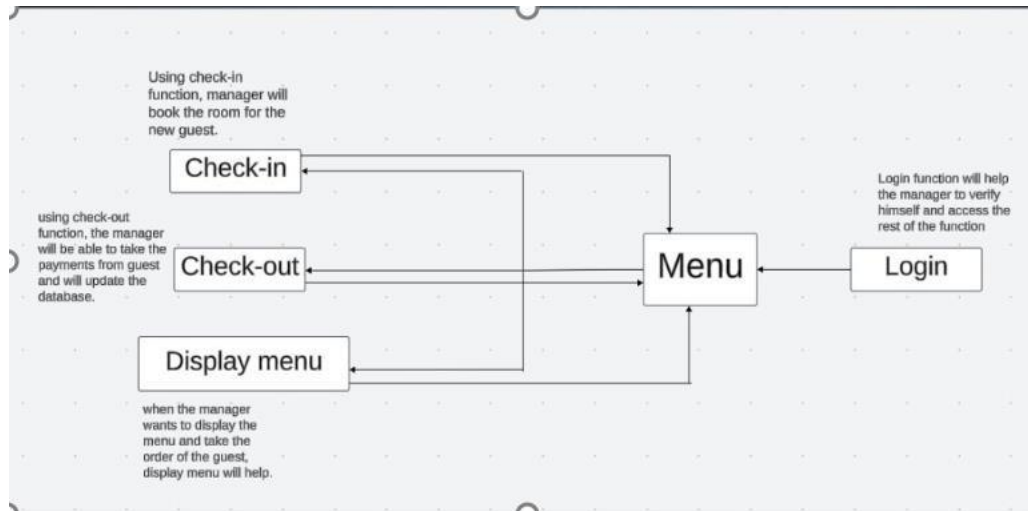 Using check-in
function, manager will
book the room for the
new guest.
Check-in
using check-out
function, the manager
will be able to take the
payments from guest
and will update the
database.
Check-out
Display menu
when the manager
wants to display the
menu and take the
order of the guest,
display menu will help.
Menu
Login function will help
the manager to verify
himself and access the
rest of the function
Login